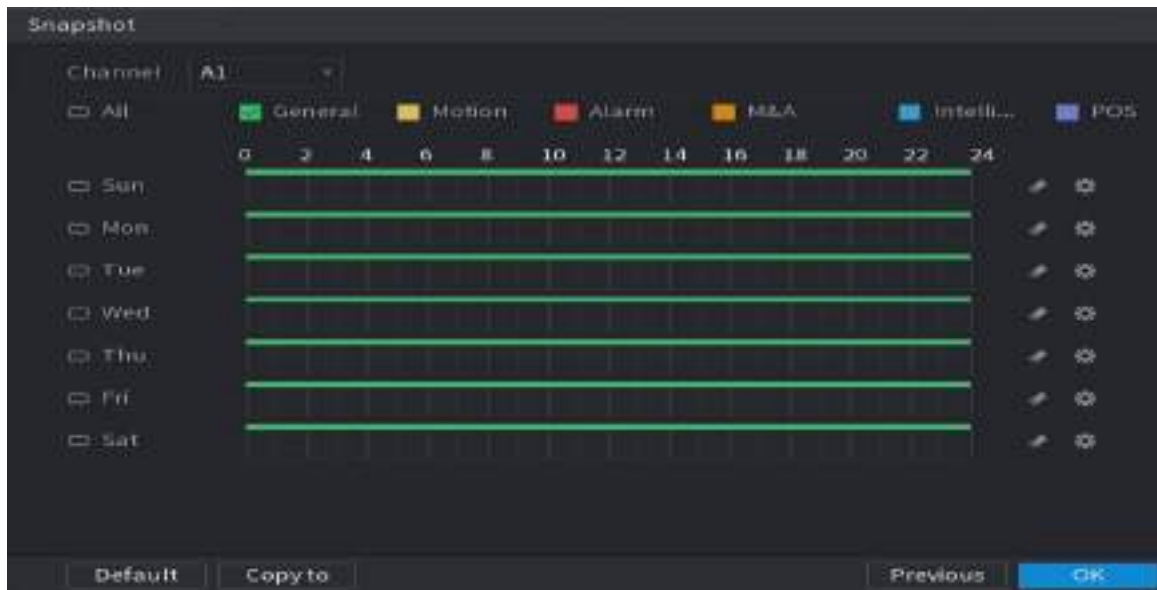 Snapshot
Channel A1
All General Motion Alarm M&A Intelli... POS
0 2 4 6 8 10 12 14 16 18 20 22 24
Sun
Mon
Tue
Wed
Thu
Fri
Sat
Default Copy to Previous OK